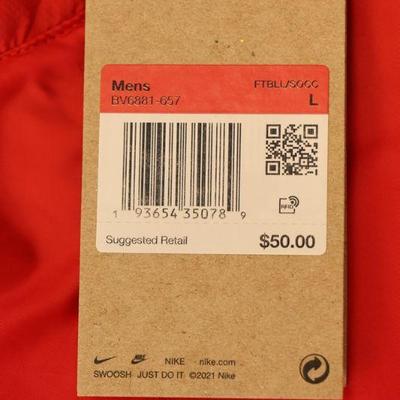 Mens FTBLL/SOCC
BV6881-657 L
1 93654 35078 9
RFID
Suggested Retail $50.00
NIKE nike.com
SWOOSH JUST DO IT ©2021 Nike